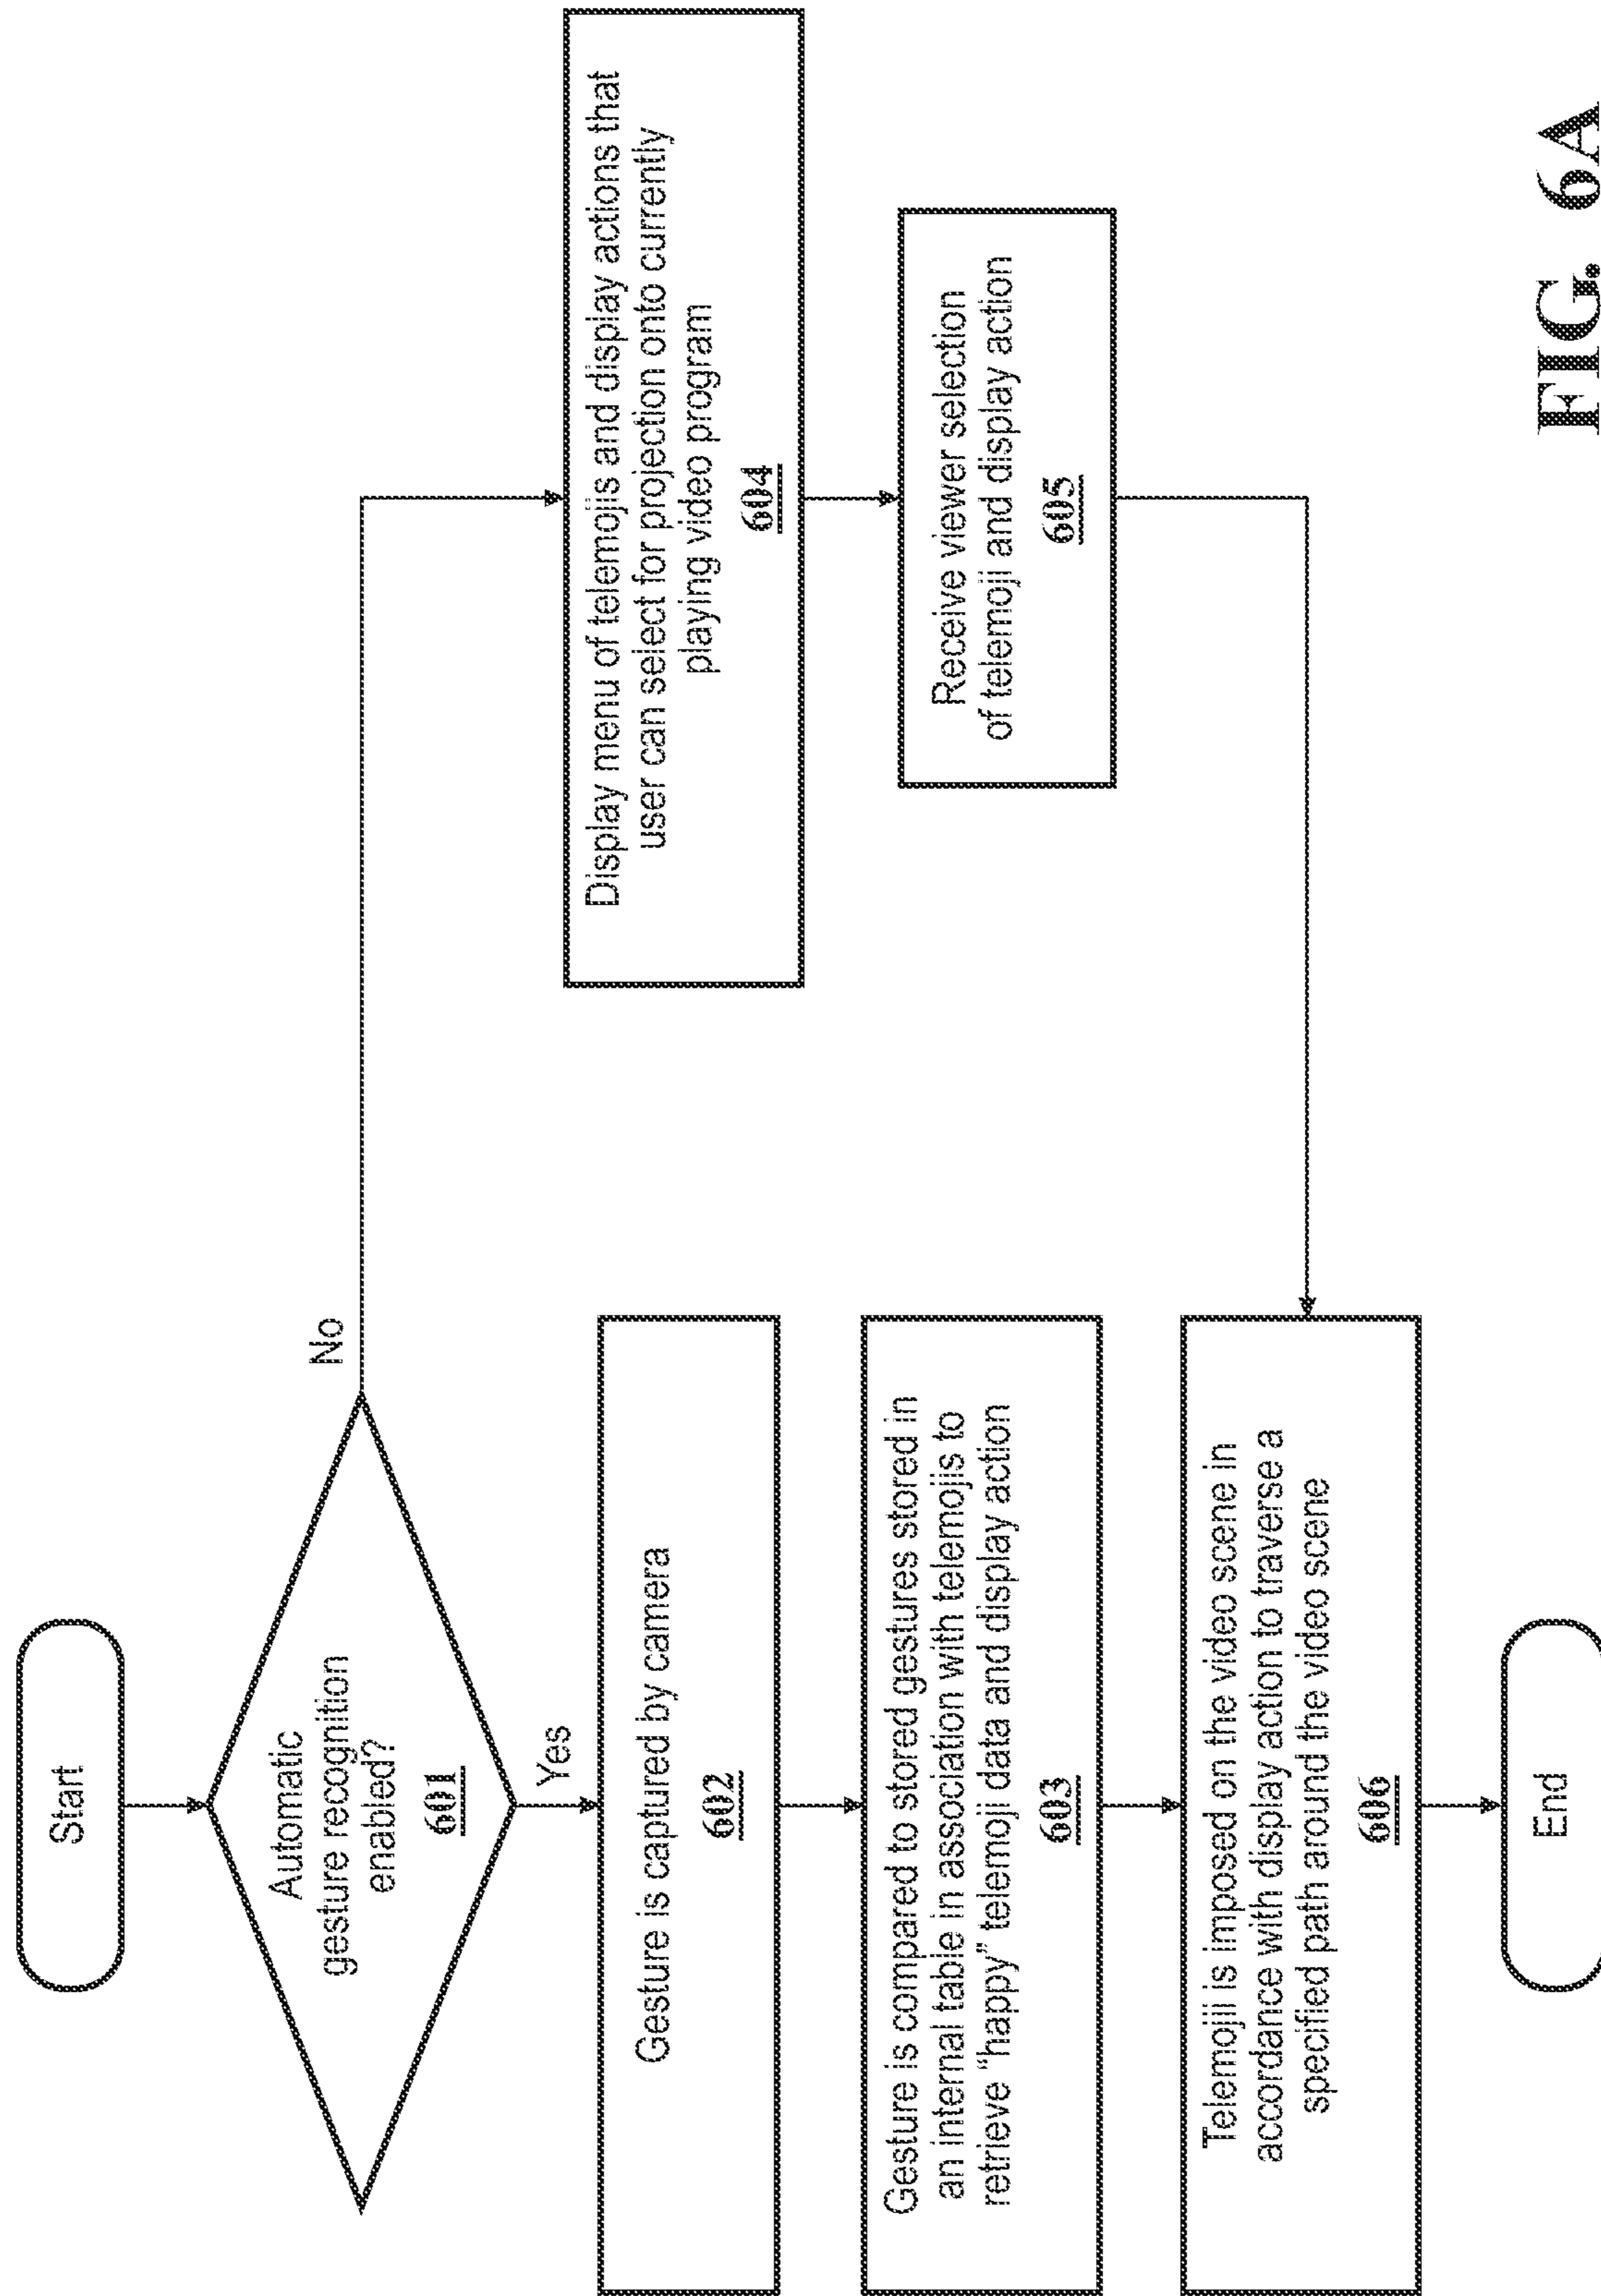 Start
Automatic
gesture recognition
enabled?
601
No
Yes
Gesture is captured by camera
602
Gesture is compared to stored gestures stored in
an internal table in association with telemojis to
retrieve "happy" telemoji data and display action
603
Display menu of telemojis and display actions that
user can select for projection onto currently
playing video program
604
Receive viewer selection
of telemoji and display action
605
Telemojii is imposed on the video scene in
accordance with display action to traverse a
specified path around the video scene
606
End
FIG. 6A